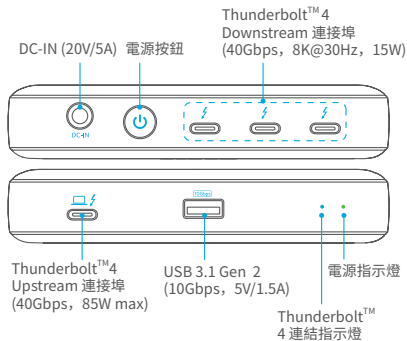 Thunderbolt™ 4
Downstream 連接埠
(40Gbps，8K@30Hz，15W)
DC-IN (20V/5A)
電源按鈕
DC-IN
10Gbps
Thunderbolt™4
Upstream 連接埠
(40Gbps，85W max)
USB 3.1 Gen 2
(10Gbps，5V/1.5A)
電源指示燈
Thunderbolt™
4 連結指示燈